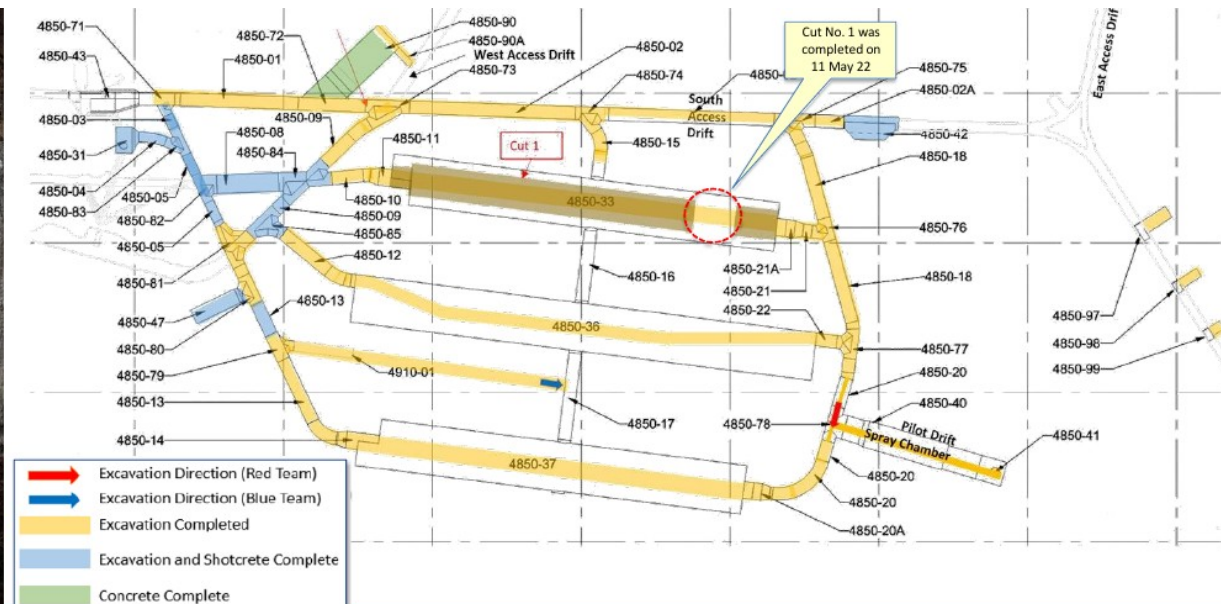 4850-71
4850-43
4850-72
4850-01
4850-90
4850-90A
West Access Drift
4850-73
4850-02
4850-74
4850-
South
Access
Drift
Cut No. 1 was
completed on
11 May 22
4850-75
4850-02A
East Access Drift
4850-03
4850-09
4850-08
4850-84
4850-11
4850-15
4850-42
4850-31
Cut 1
4850-18
4850-04
4850-05
4850-83
4850-10
4850-33
4850-82
4850-09
4850-05
4850-85
4850-76
4850-12
4850-16
4850-21A
4850-18
4850-81
4650-13
4850-21
4850-22
4850-47
4850-36
4850-97
4850-80
4850-98
4850-77
4850-79
4910-01
4850-20
4850-99
4850-13
4850-17
4850-40
4850-78
Pilot Drift
Spray Chamber
4850-41
4850-14
4850-37
4850-20
4850-20
4850-20A
Excavation Direction (Red Team)
Excavation Direction (Blue Team)
Excavation Completed
Excavation and Shotcrete Complete
Concrete Complete